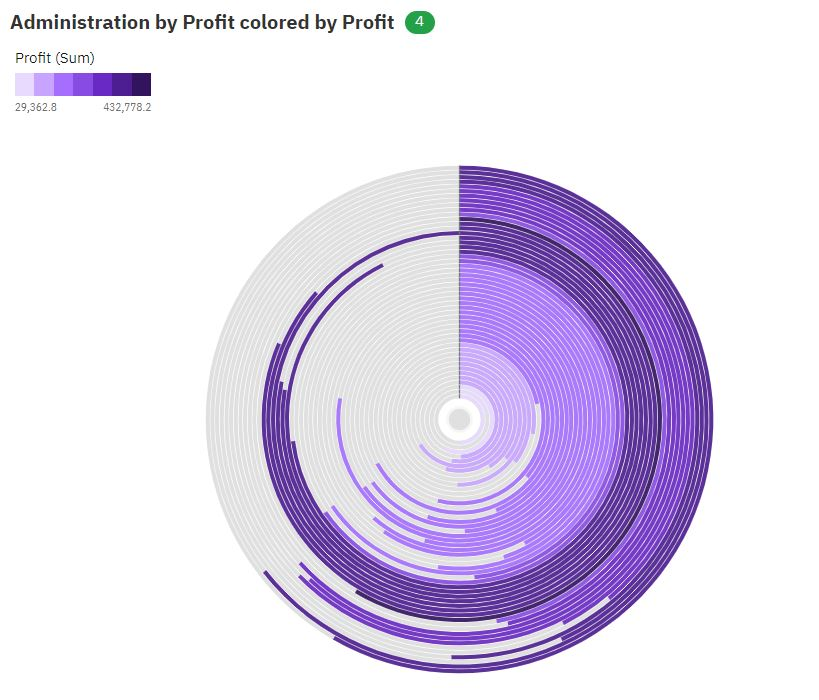 Administration by Profit colored by Profit 4
Profit (Sum)
29,362.8 432,778.2